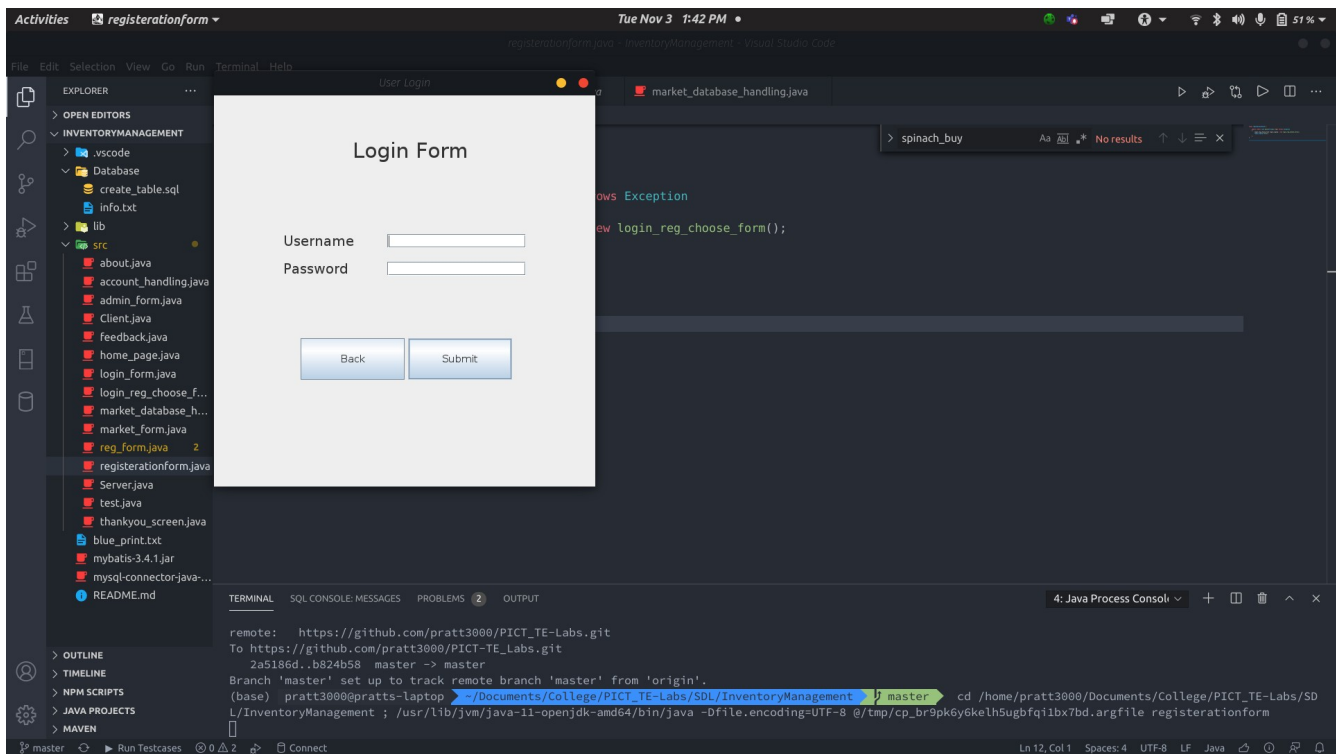 Activities registerationform Tue Nov 3 1:42 PM 51 %
registerationform.java - InventoryManagement - Visual Studio Code
File Edit Selection View Go Run Terminal Help
User Login
EXPLORER ... market_database_handling.java
> OPEN EDITORS
INVENTORYMANAGEMENT
> spinach_buy Aa Abl .* No results
.vscode
Database
create_table.sql
info.txt
lib
src
about.java
account_handling.java
admin_form.java
Client.java
feedback.java
home_page.java
login_form.java
login_reg_choose_f...
market_database_h...
market_form.java
reg_form.java 2
registerationform.java
Server.java
test.java
thankyou_screen.java
blue_print.txt
mybatis-3.4.1.jar
mysql-connector-java-...
README.md
> OUTLINE
> TIMELINE
> NPM SCRIPTS
> JAVA PROJECTS
> MAVEN
Login Form
Username
Password
Back Submit
ows Exception
ew login_reg_choose_form();
TERMINAL SQL CONSOLE: MESSAGES PROBLEMS 2 OUTPUT 4: Java Process Console
remote: https://github.com/pratt3000/PICT_TE-Labs.git
To https://github.com/pratt3000/PICT-TE_Labs.git
2a5186d..b824b58 master -> master
Branch 'master' set up to track remote branch 'master' from 'origin'.
(base) pratt3000@pratts-laptop ~/Documents/College/PICT_TE-Labs/SDL/InventoryManagement master cd /home/pratt3000/Documents/College/PICT_TE-Labs/SD
L/InventoryManagement ; /usr/lib/jvm/java-11-openjdk-amd64/bin/java -Dfile.encoding=UTF-8 @/tmp/cp_br9pk6y6kelh5ugbfqi1bx7bd.argfile registerationform
master Run Testcases 0 2 Connect Ln 12, Col 1 Spaces: 4 UTF-8 LF Java